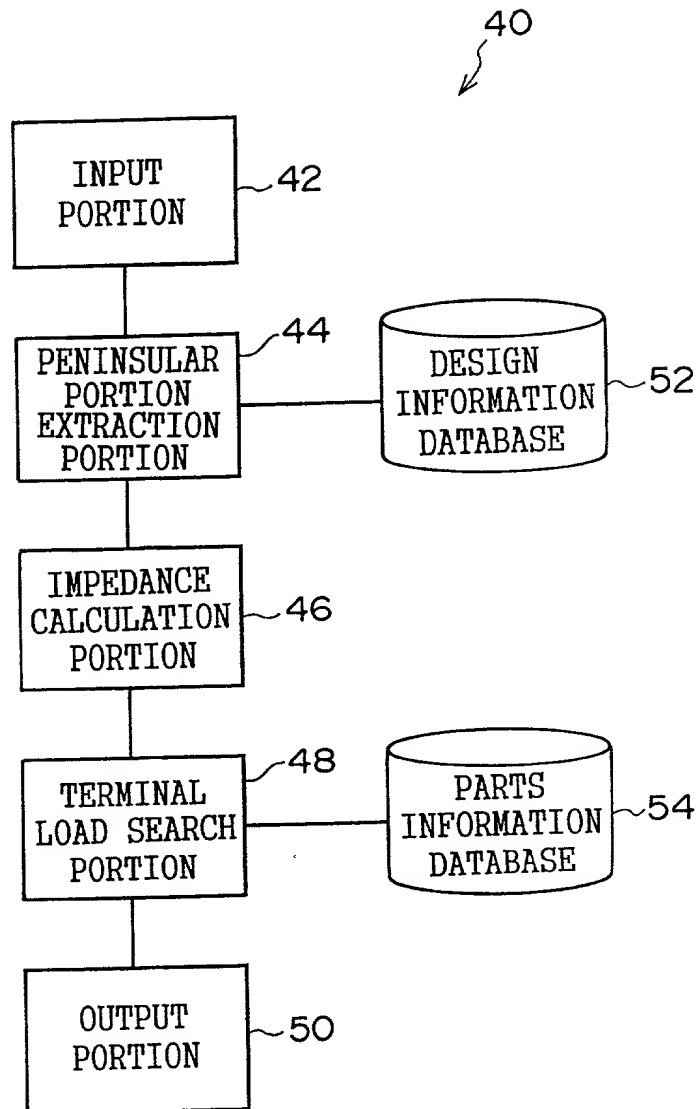 40
INPUT
PORTION
42
PENINSULAR
PORTION
EXTRACTION
PORTION
44
DESIGN
INFORMATION
DATABASE
52
IMPEDANCE
CALCULATION
PORTION
46
TERMINAL
LOAD SEARCH
PORTION
48
PARTS
INFORMATION
DATABASE
54
OUTPUT
PORTION
50